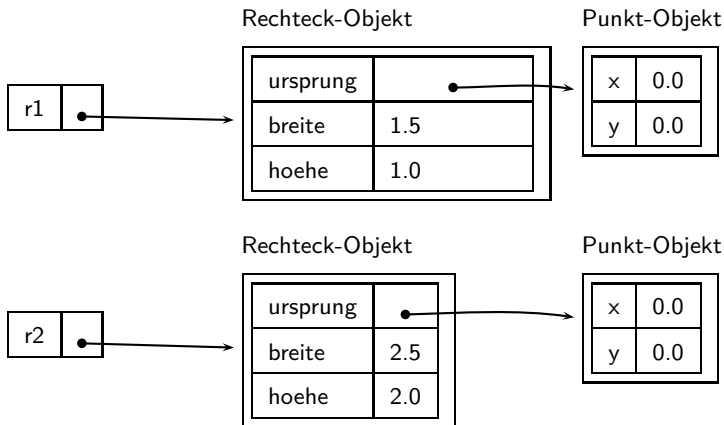 Rechteck-Objekt Punkt-Objekt
ursprung x 0.0
r1
breite 1.5 y 0.0
hoehe 1.0
Rechteck-Objekt Punkt-Objekt
ursprung x 0.0
r2
breite 2.5 y 0.0
hoehe 2.0